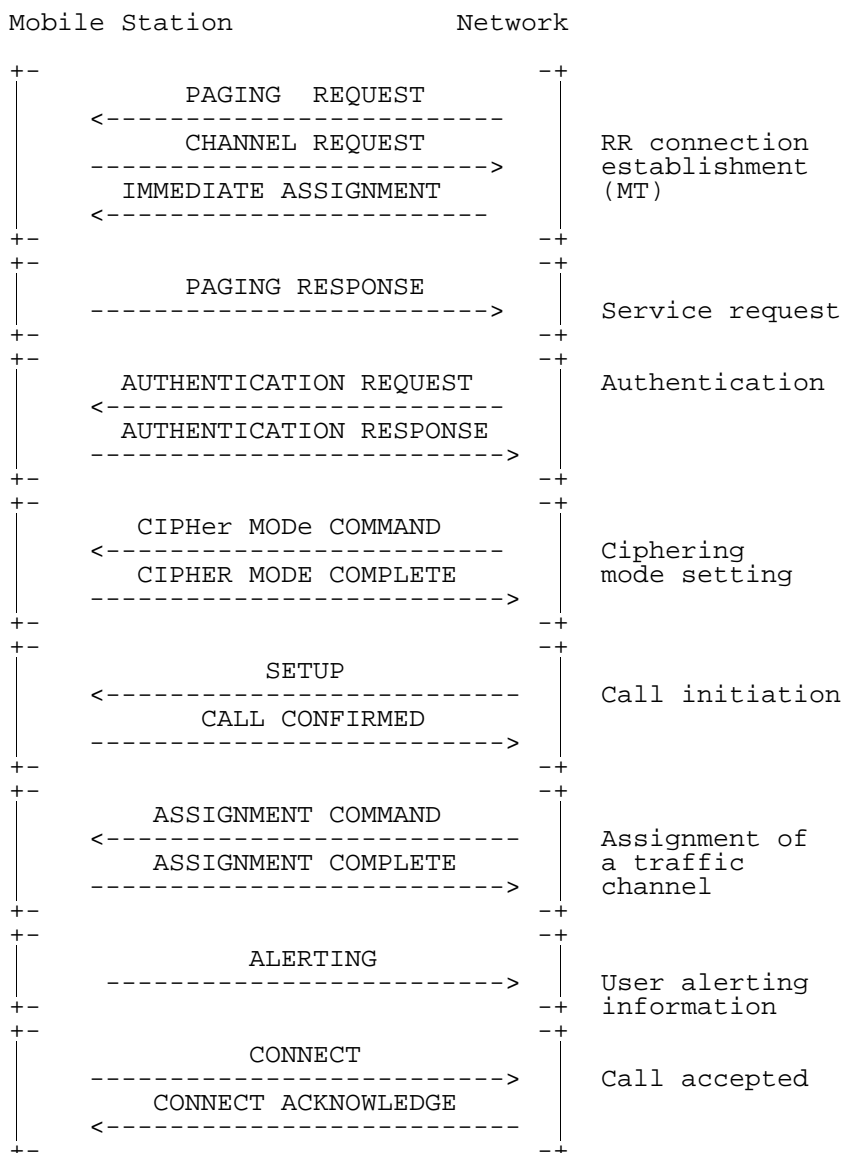 Mobile Station Network
PAGING REQUEST
CHANNEL REQUEST
RR connection
establishment
IMMEDIATE ASSIGNMENT
(MT)
PAGING RESPONSE
Service request
AUTHENTICATION REQUEST
Authentication
AUTHENTICATION RESPONSE
CIPHer MODe COMMAND
Ciphering
CIPHER MODE COMPLETE
mode setting
SETUP
Call initiation
CALL CONFIRMED
ASSIGNMENT COMMAND
Assignment of
ASSIGNMENT COMPLETE
a traffic
channel
ALERTING
User alerting
information
CONNECT
Call accepted
CONNECT ACKNOWLEDGE